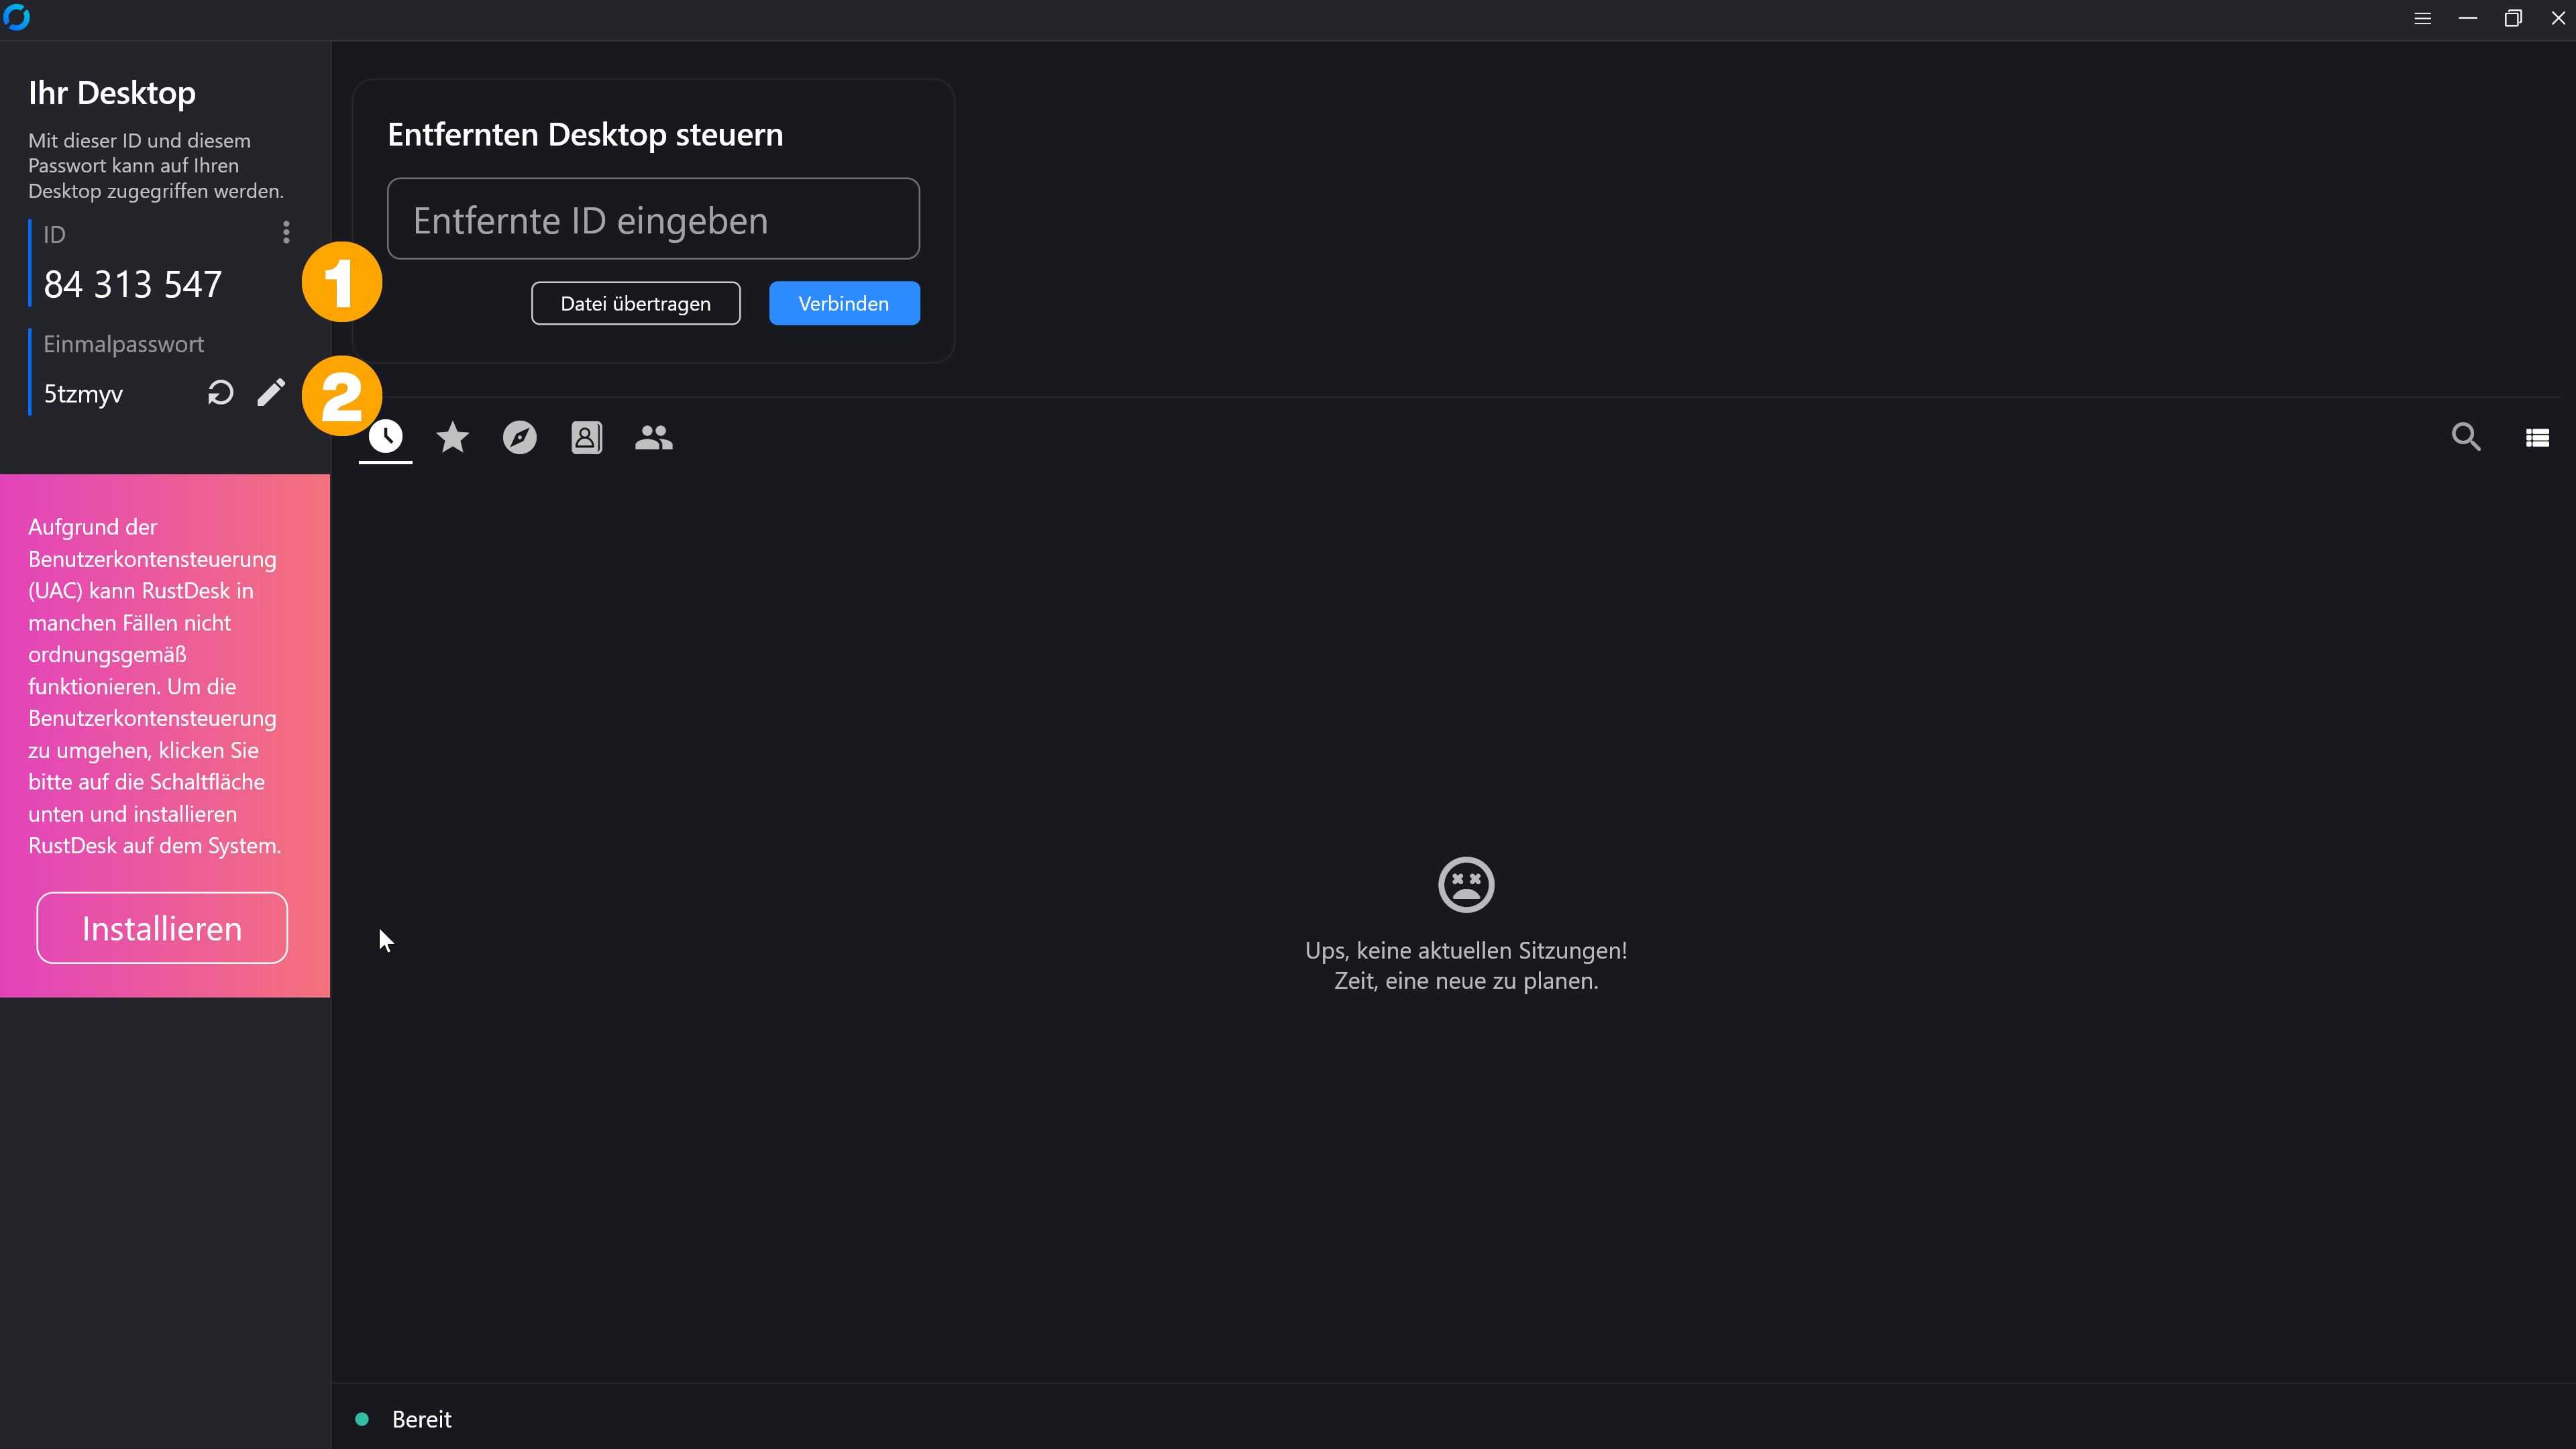 Ihr Desktop
Mit dieser ID und diesem
Passwort kann auf Ihren
Desktop zugegriffen werden.
ID
84 313 547
1
Einmalpasswort
5tzmyv
2
Aufgrund der
Benutzerkontensteuerung
(UAC) kann RustDesk in
manchen Fällen nicht
ordnungsgemäß
funktionieren. Um die
Benutzerkontensteuerung
zu umgehen, klicken Sie
bitte auf die Schaltfläche
unten und installieren
RustDesk auf dem System.
Installieren
Entfernten Desktop steuern
Entfernte ID eingeben
Datei übertragen
Verbinden
Ups, keine aktuellen Sitzungen!
Zeit, eine neue zu planen.
Bereit